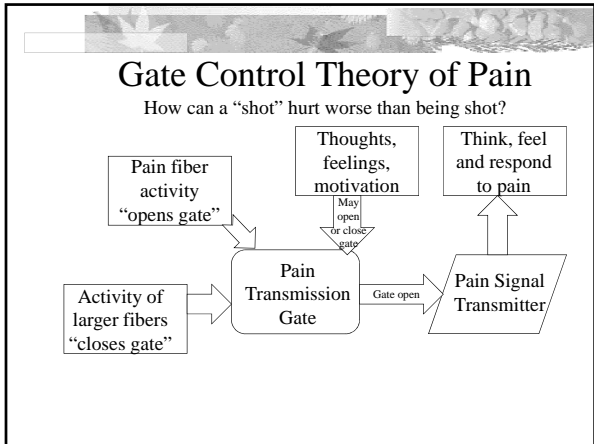 Gate Control Theory of Pain
How can a “shot” hurt worse than being shot?
Pain fiber
activity
“opens gate”
Thoughts,
feelings,
motivation
May
open
or close
gate
Think, feel
and respond
to pain
Activity of
larger fibers
“closes gate”
Pain
Transmission
Gate
Gate open
Pain Signal
Transmitter